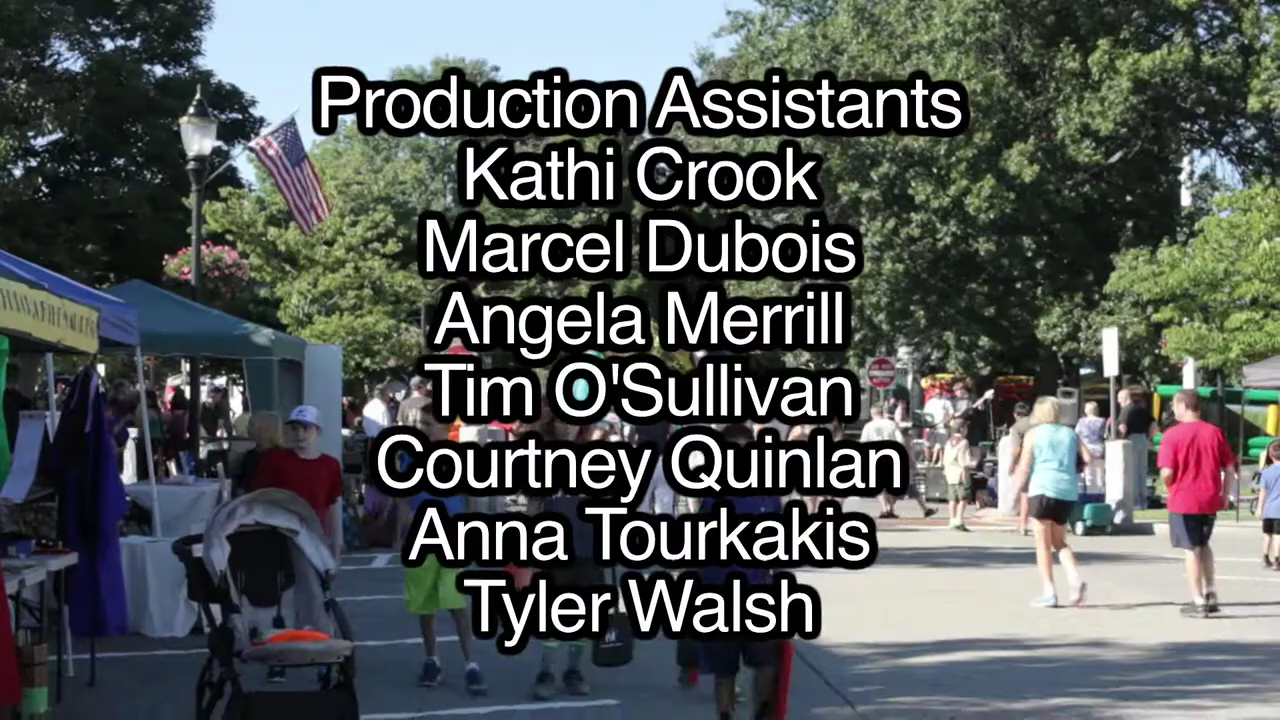 Production Assistants
Kathi Crook
Marcel Dubois
Angela Merrill
Tim O'Sullivan
Courtney Quinlan
Anna Tourkakis
Tyler Walsh